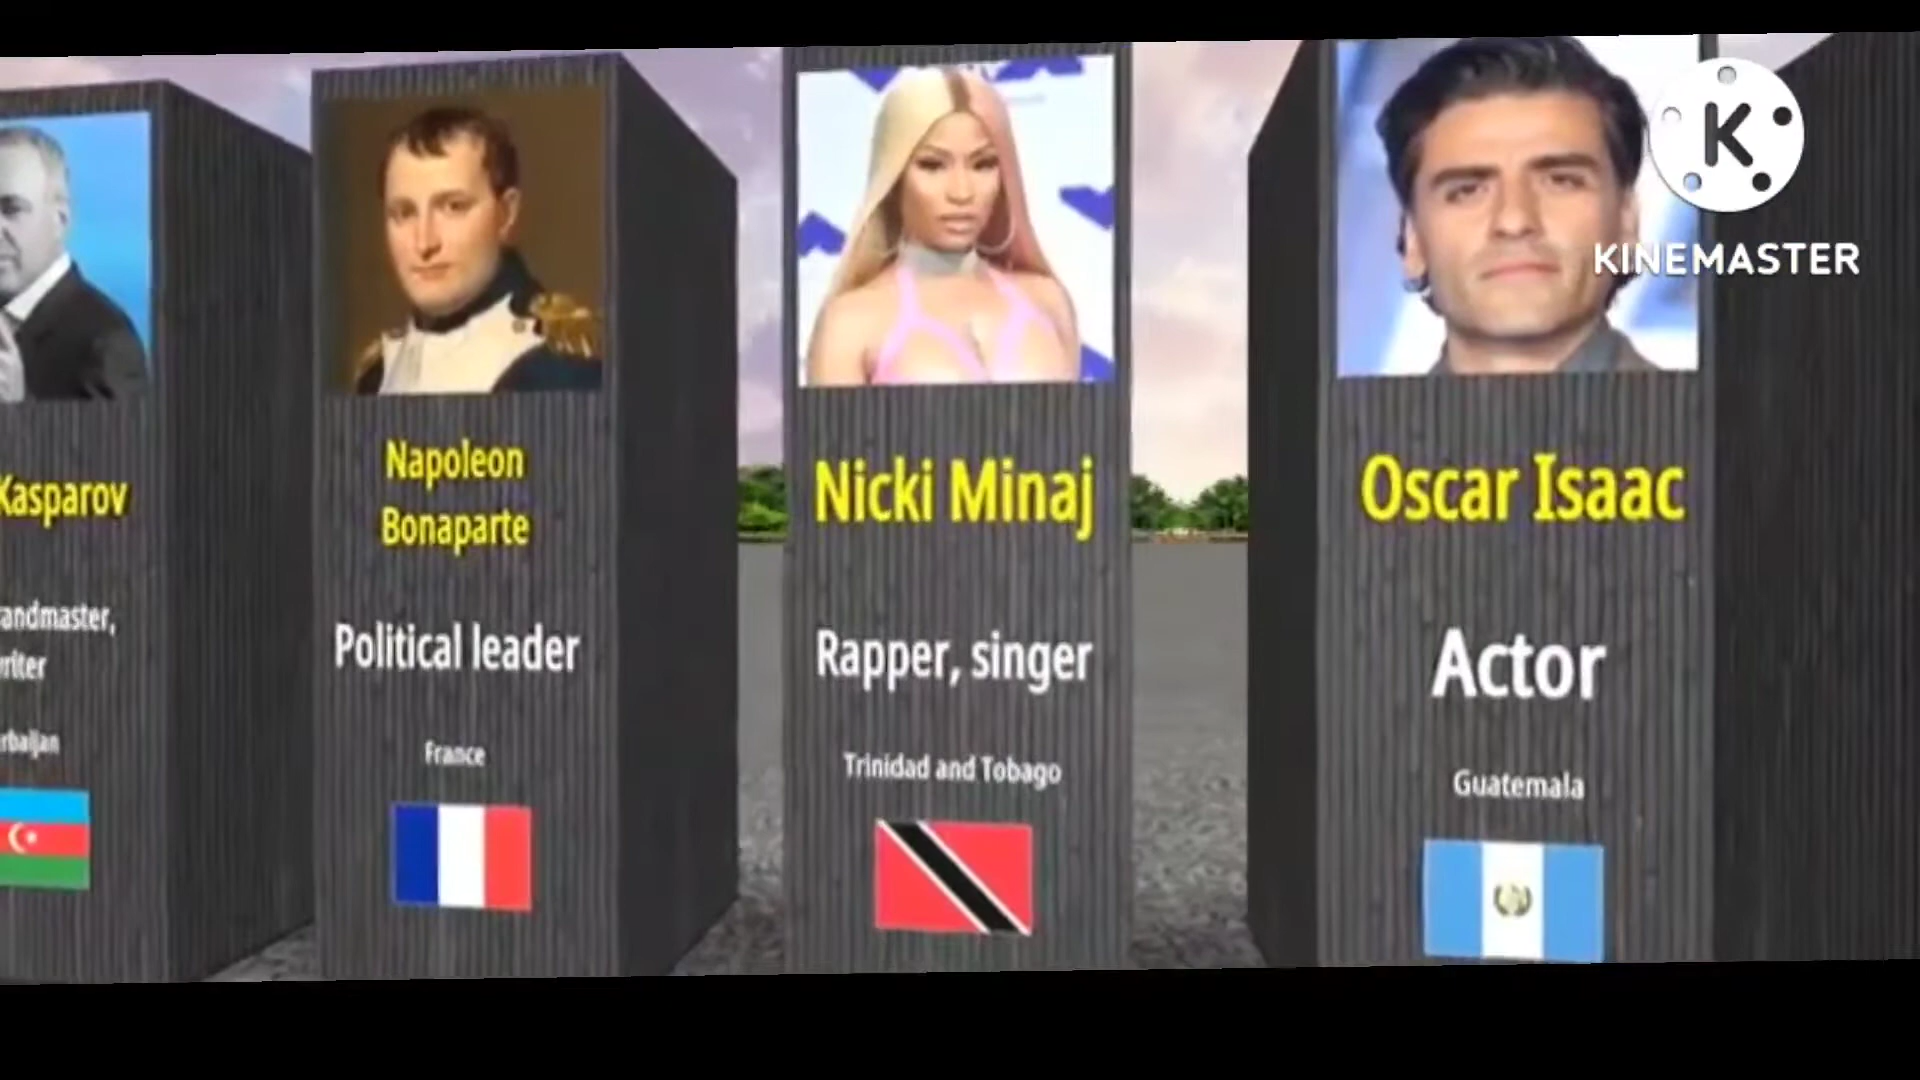 Kasparov
andmaster,
riter
rbaijan
Napoleon
Bonaparte
Political leader
France
Nicki Minaj
Rapper, singer
Trinidad and Tobago
Oscar Isaac
Actor
Guatemala
K
KINEMASTER